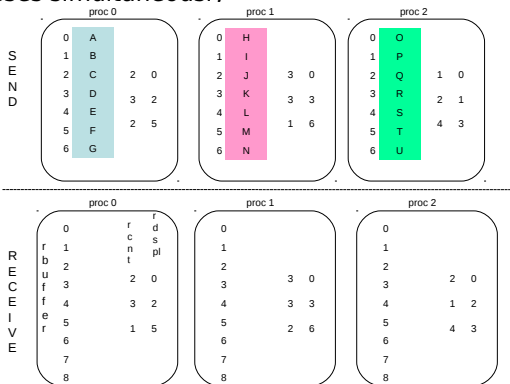 proc 0
proc 1
proc 2
SEND
0 A
1 B
2 C 2 0
3 D 3 2
4 E 2 5
5 F
6 G
0 H
1 I
2 J 3 0
3 K 3 3
4 L 1 6
5 M
6 N
0 O
1 P
2 Q 1 0
3 R 2 1
4 S 4 3
5 T
6 U
proc 0
proc 1
proc 2
RECEIVE
rbuffer
rcnt
rdspl
0
1
2
3 2 0
4 3 2
5 1 5
6
7
8
0
1
2
3 3 0
4 3 3
5 2 6
6
7
8
0
1
2
3 2 0
4 1 2
5 4 3
6
7
8